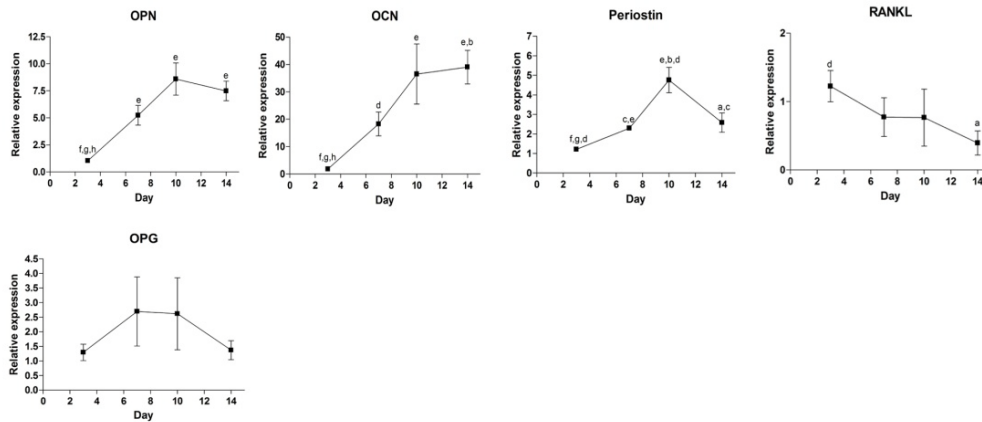 OPN
Relative expression
12.5
10.0
7.5
5.0
2.5
0.0
f,g,h
e
e
e
0 2 4 6 8 10 12 14
Day
OCN
Relative expression
50
40
30
20
10
0
f,g,h
d
e
e,b
0 2 4 6 8 10 12 14
Day
Periostin
Relative expression
7
6
5
4
3
2
1
0
f,g,d
c,e
e,b,d
a,c
0 2 4 6 8 10 12 14
Day
RANKL
Relative expression
2
1
0
d
a
0 2 4 6 8 10 12 14
Day
OPG
Relative expression
4.5
4.0
3.5
3.0
2.5
2.0
1.5
1.0
0.5
0.0
0 2 4 6 8 10 12 14
Day